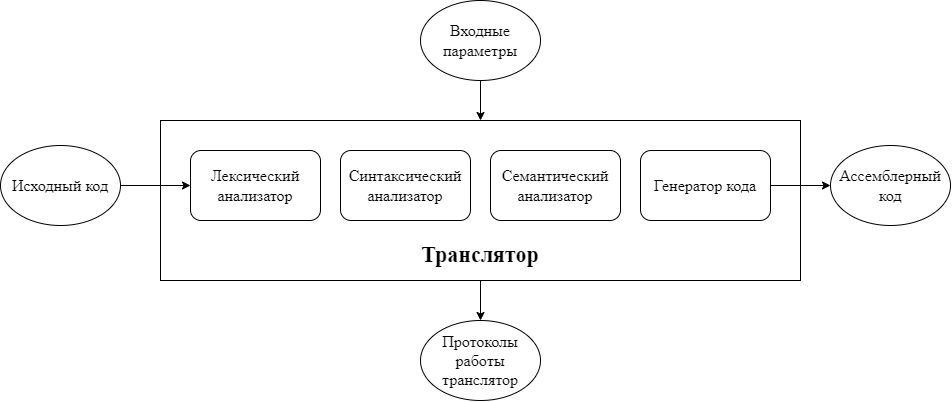 Входные
параметры
Исходный код
Лексический
анализатор
Синтаксический
анализатор
Семантический
анализатор
Генератор кода
Ассемблерный
код
Транслятор
Протоколы
работы
транслятор